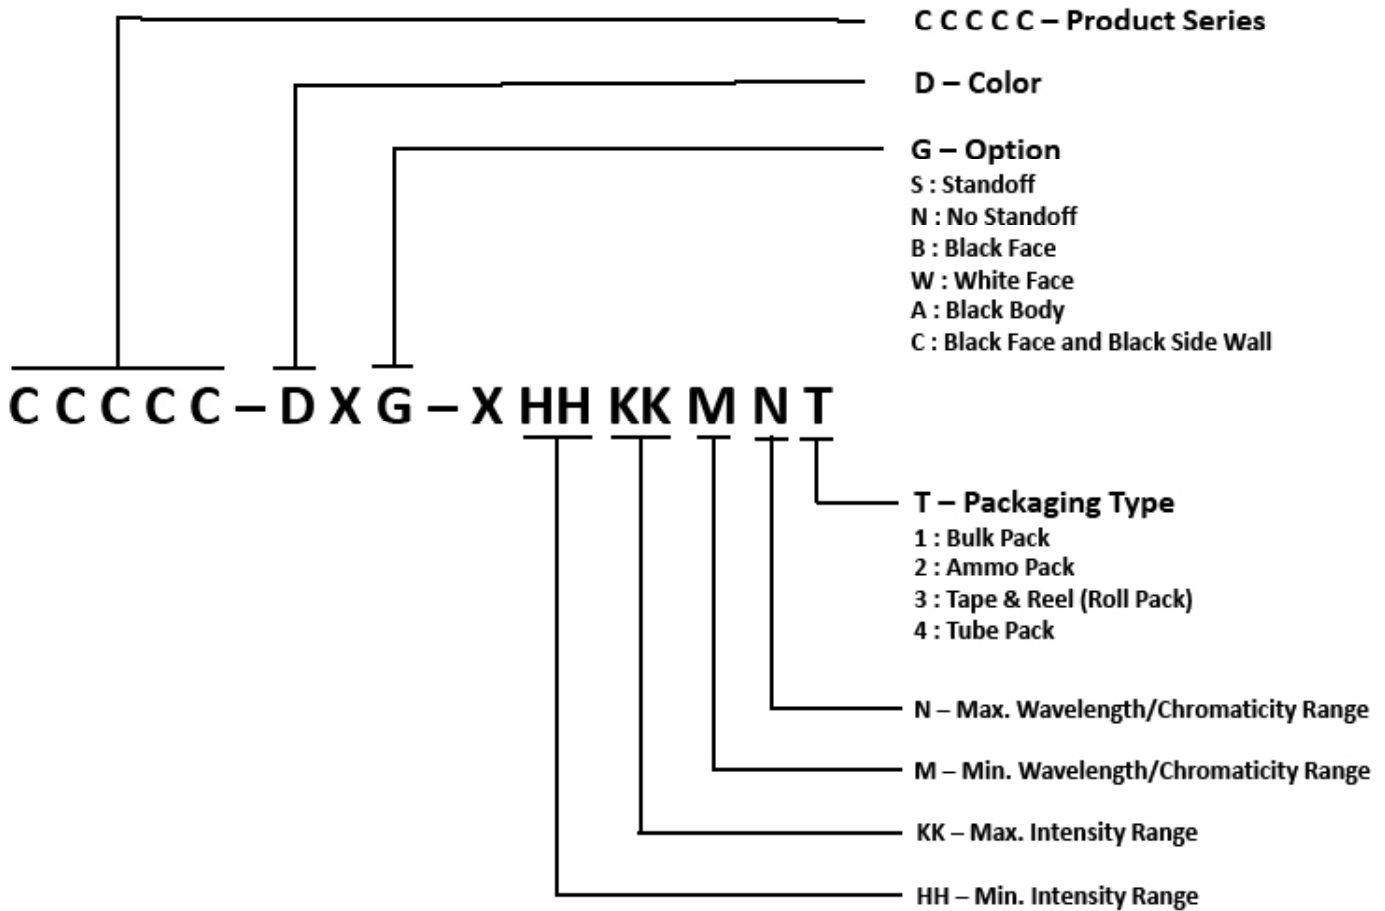 C C C C C – Product Series
D – Color
G – Option
S : Standoff
N : No Standoff
B : Black Face
W : White Face
A : Black Body
C : Black Face and Black Side Wall
C C C C C – D X G – X HH KK M N T
T – Packaging Type
1 : Bulk Pack
2 : Ammo Pack
3 : Tape & Reel (Roll Pack)
4 : Tube Pack
N – Max. Wavelength/Chromaticity Range
M – Min. Wavelength/Chromaticity Range
KK – Max. Intensity Range
HH – Min. Intensity Range